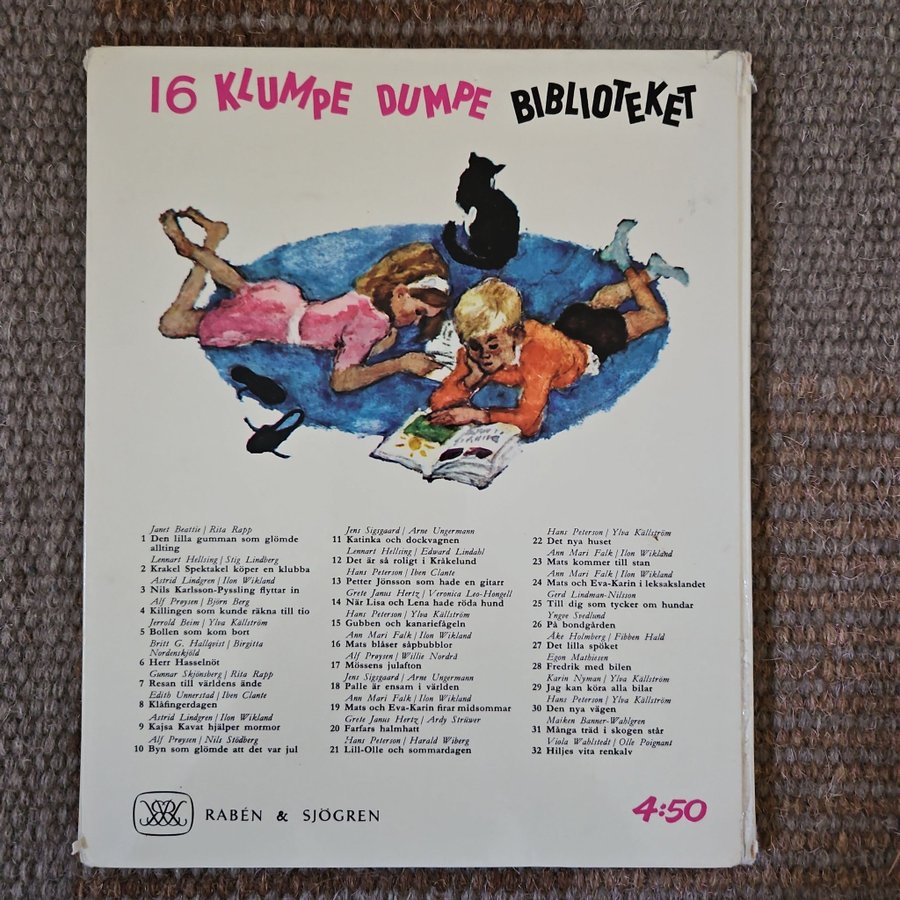 16 KLUMPE DUMPE BIBLIOTEKET
Janet Beattie / Rita Rapp
1 Den lilla gumman som glömde
allting
Lennart Hellsing / Stig Lindberg
2 Krakel Spektakel köper en klubba
Astrid Lindgren / Ilon Wikland
3 Nils Karlsson-Pyssling flyttar in
Alf Prøysen / Björn Berg
4 Killingen som kunde räkna till tio
Jerrold Beim / Ylva Källström
5 Bollen som kom bort
Britt G. Hallqvist / Birgitta
Nordenskjöld
6 Herr Hasselnöt
Gunnar Skjönsberg / Rita Rapp
7 Resan till världens ände
Edith Unnerstad / Iben Clante
8 Klåfingerdagen
Astrid Lindgren / Ilon Wikland
9 Kajsa Kavat hjälper mormor
Alf Prøysen / Nils Stödberg
10 Byn som glömde att det var jul
Jens Sigsgaard / Arne Ungermann
11 Katinka och dockvagnen
Lennart Hellsing / Edward Lindahl
12 Det är så roligt i Kråkelund
Hans Peterson / Iben Clante
13 Petter Jönsson som hade en gitarr
Grete Janus Hertz / Veronica Leo-Hongell
14 När Lisa och Lena hade röda hund
Hans Peterson / Ylva Källström
15 Gubben och kanariefågeln
Ann Mari Falk / Ilon Wikland
16 Mats blåser såpbubblor
Alf Prøysen / Willie Nordrå
17 Mössens julafton
Jens Sigsgaard / Arne Ungermann
18 Palle är ensam i världen
Ann Mari Falk / Ilon Wikland
19 Mats och Eva-Karin firar midsommar
Grete Janus Hertz / Ardy Strüwer
20 Farfars halmhatt
Hans Peterson / Harald Wiberg
21 Lill-Olle och sommardagen
Hans Peterson / Ylva Källström
22 Det nya huset
Ann Mari Falk / Ilon Wikland
23 Mats kommer till stan
Ann Mari Falk / Ilon Wikland
24 Mats och Eva-Karin i leksakslandet
Gerd Lindman-Nilsson
25 Till dig som tycker om hundar
Yngve Svedlund
26 På bondgården
Åke Holmberg / Fibben Hald
27 Det lilla spöket
Egon Mathiesen
28 Fredrik med bilen
Karin Nyman / Ylva Källström
29 Jag kan köra alla bilar
Hans Peterson / Ylva Källström
30 Den nya vägen
Maiken Banner-Wahlgren
31 Många träd i skogen står
Viola Wahlstedt / Olle Poignant
32 Hiljes vita renkalv
RABÉN & SJÖGREN
4:50